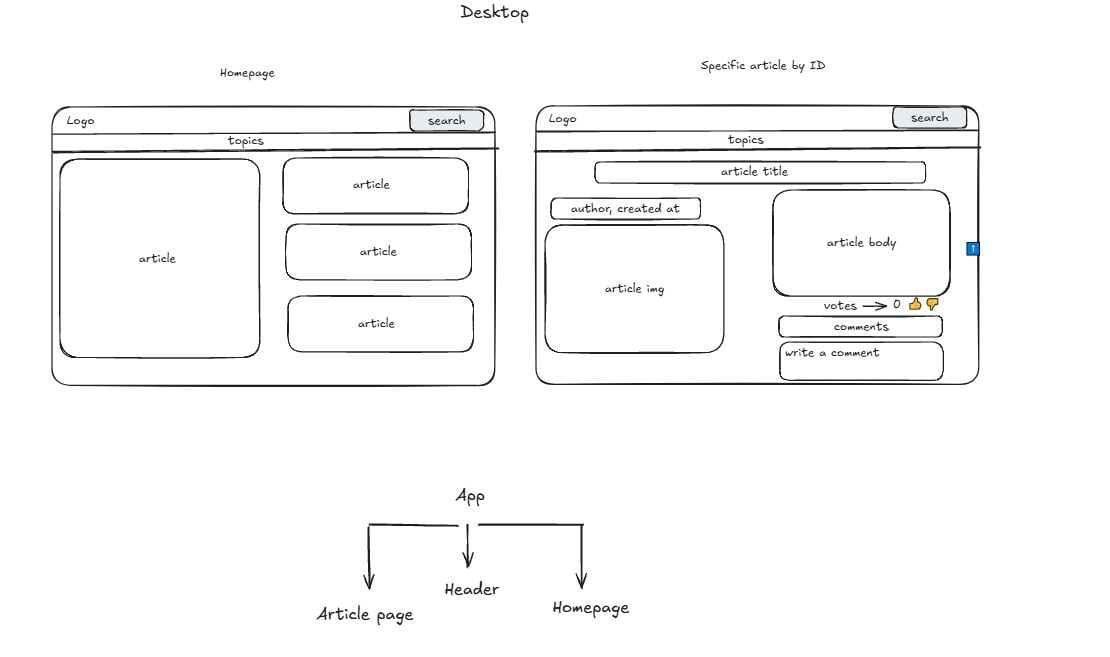 Desktop
Homepage
Specific article by ID
Logo
search
topics
article
article
article
article
Logo
search
topics
article title
author, created at
article img
article body
votes → 0 👍👎
comments
write a comment
App
Article page
Header
Homepage